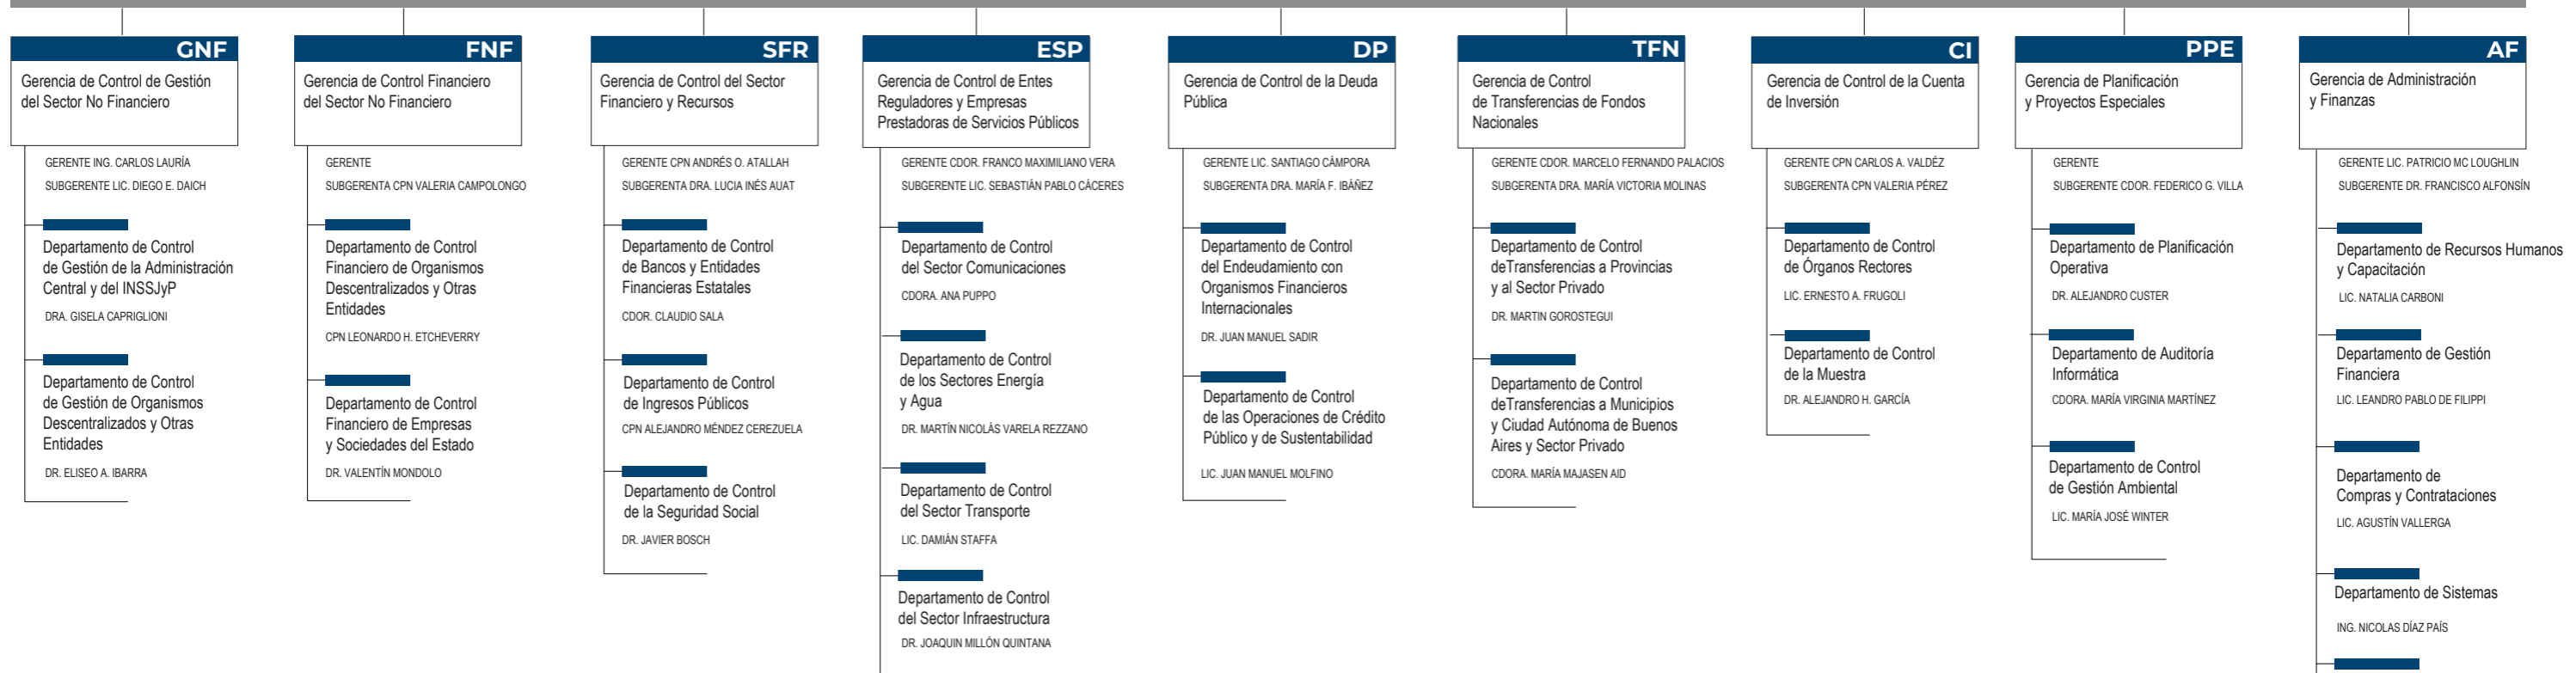 GNF
Gerencia de Control de Gestión
del Sector No Financiero
GERENTE ING. CARLOS LAURÍA
SUBGERENTE LIC. DIEGO E. DAICH
Departamento de Control
de Gestión de la Administración
Central y del INSSJyP
DRA. GISELA CAPRIGLIONI
Departamento de Control
de Gestión de Organismos
Descentralizados y Otras
Entidades
DR. ELISEO A. IBARRA
FNF
Gerencia de Control Financiero
del Sector No Financiero
GERENTE
SUBGERENTA CPN VALERIA CAMPOLONGO
Departamento de Control
Financiero de Organismos
Descentralizados y Otras
Entidades
CPN LEONARDO H. ETCHEVERRY
Departamento de Control
Financiero de Empresas
y Sociedades del Estado
DR. VALENTÍN MONDOLO
SFR
Gerencia de Control del Sector
Financiero y Recursos
GERENTE CPN ANDRÉS O. ATALLAH
SUBGERENTA DRA. LUCIA INÉS AUAT
Departamento de Control
de Bancos y Entidades
Financieras Estatales
CDOR. CLAUDIO SALA
Departamento de Control
de Ingresos Públicos
CPN ALEJANDRO MÉNDEZ CEREZUELA
Departamento de Control
de la Seguridad Social
DR. JAVIER BOSCH
ESP
Gerencia de Control de Entes
Reguladores y Empresas
Prestadoras de Servicios Públicos
GERENTE CDOR. FRANCO MAXIMILIANO VERA
SUBGERENTE LIC. SEBASTIÁN PABLO CÁCERES
Departamento de Control
del Sector Comunicaciones
CDORA. ANA PUPPO
Departamento de Control
de los Sectores Energía
y Agua
DR. MARTÍN NICOLÁS VARELA REZZANO
Departamento de Control
del Sector Transporte
LIC. DAMIÁN STAFFA
Departamento de Control
del Sector Infraestructura
DR. JOAQUIN MILLÓN QUINTANA
DP
Gerencia de Control de la Deuda
Pública
GERENTE LIC. SANTIAGO CÁMPORA
SUBGERENTA DRA. MARÍA F. IBÁÑEZ
Departamento de Control
del Endeudamiento con
Organismos Financieros
Internacionales
DR. JUAN MANUEL SADIR
Departamento de Control
de las Operaciones de Crédito
Público y de Sustentabilidad
LIC. JUAN MANUEL MOLFINO
TFN
Gerencia de Control
de Transferencias de Fondos
Nacionales
GERENTE CDOR. MARCELO FERNANDO PALACIOS
SUBGERENTA DRA. MARÍA VICTORIA MOLINAS
Departamento de Control
deTransferencias a Provincias
y al Sector Privado
DR. MARTIN GOROSTEGUI
Departamento de Control
deTransferencias a Municipios
y Ciudad Autónoma de Buenos
Aires y Sector Privado
CDORA. MARÍA MAJASEN AID
CI
Gerencia de Control de la Cuenta
de Inversión
GERENTE CPN CARLOS A. VALDÉZ
SUBGERENTA CPN VALERIA PÉREZ
Departamento de Control
de Órganos Rectores
LIC. ERNESTO A. FRUGOLI
Departamento de Control
de la Muestra
DR. ALEJANDRO H. GARCÍA
PPE
Gerencia de Planificación
y Proyectos Especiales
GERENTE
SUBGERENTE CDOR. FEDERICO G. VILLA
Departamento de Planificación
Operativa
DR. ALEJANDRO CUSTER
Departamento de Auditoría
Informática
CDORA. MARÍA VIRGINIA MARTÍNEZ
Departamento de Control
de Gestión Ambiental
LIC. MARÍA JOSÉ WINTER
AF
Gerencia de Administración
y Finanzas
GERENTE LIC. PATRICIO MC LOUGHLIN
SUBGERENTE DR. FRANCISCO ALFONSÍN
Departamento de Recursos Humanos
y Capacitación
LIC. NATALIA CARBONI
Departamento de Gestión
Financiera
LIC. LEANDRO PABLO DE FILIPPI
Departamento de
Compras y Contrataciones
LIC. AGUSTÍN VALLERGA
Departamento de Sistemas
ING. NICOLAS DÍAZ PAÍS